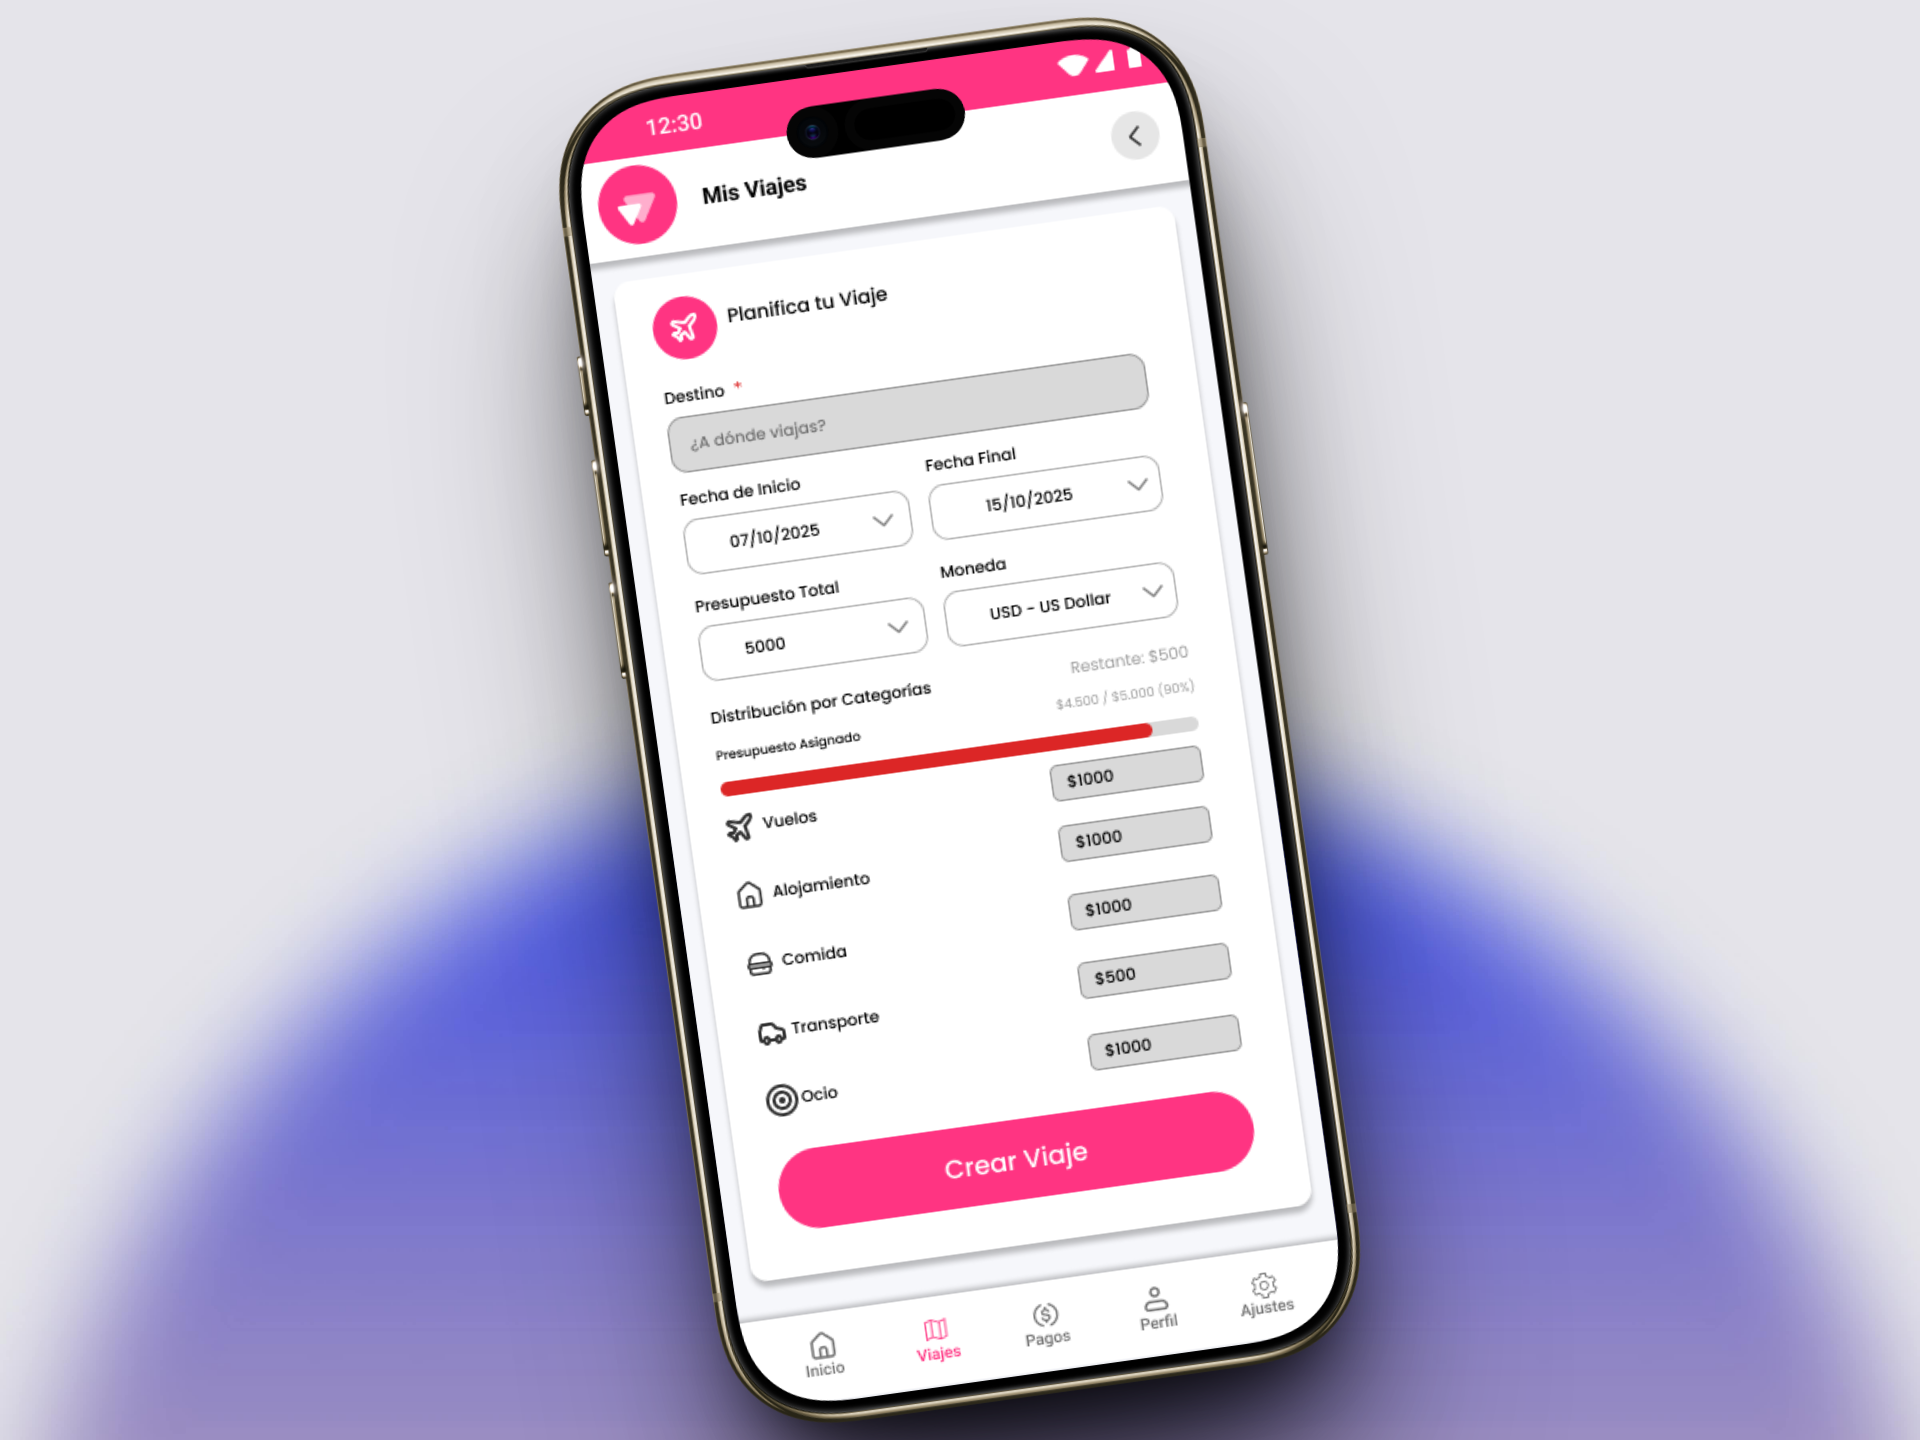 12:30
Mis Viajes
Planifica tu Viaje
Destino *
¿A dónde viajas?
Fecha de Inicio
Fecha Final
07/10/2025
15/10/2025
Presupuesto Total
Moneda
5000
USD - US Dollar
Restante: $500
Distribución por Categorías
$4.500 / $5.000 (90%)
Presupuesto Asignado
Vuelos
$1000
Alojamiento
$1000
Comida
$1000
Transporte
$500
Ocio
$1000
Crear Viaje
Inicio
Viajes
Pagos
Perfil
Ajustes